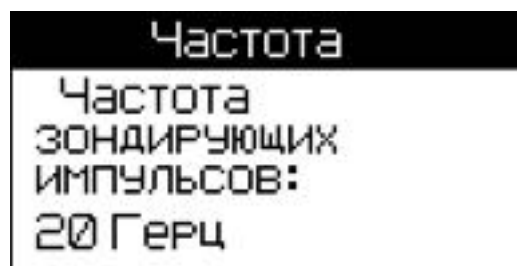 Частота
Частота
зондирующих
импульсов:
20 Герц